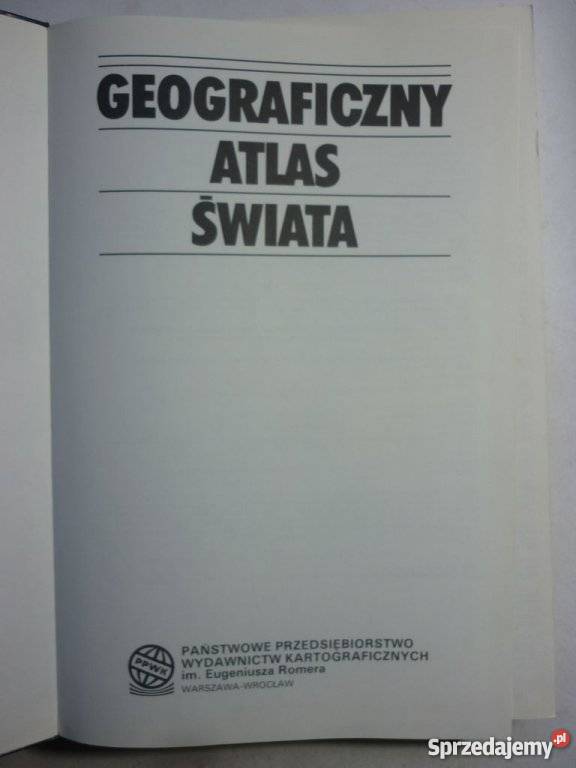 GEOGRAFICZNY
ATLAS
ŚWIATA
PPWK
PAŃSTWOWE PRZEDSIĘBIORSTWO
WYDAWNICTW KARTOGRAFICZNYCH
im. Eugeniusza Romera
WARSZAWA-WROCŁAW
Sprzedajemy.pl